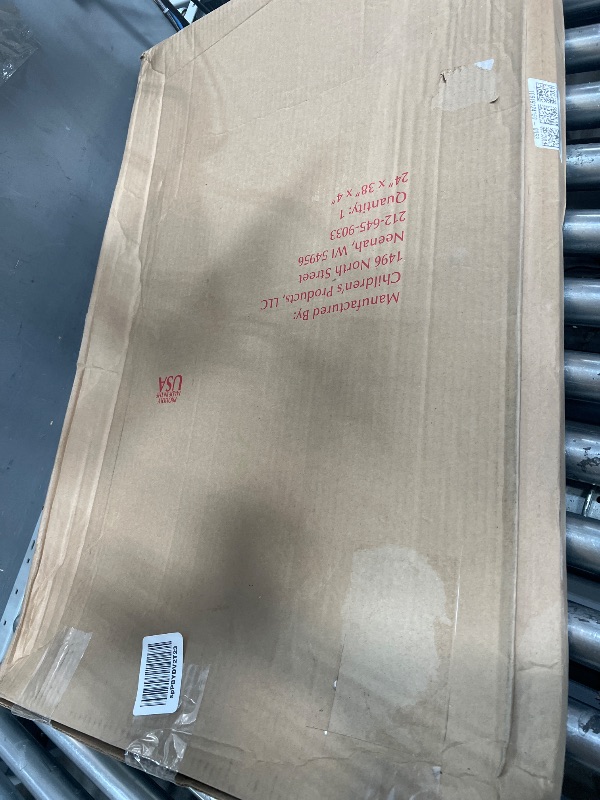 Manufactured By:
Children's Products, LLC
1496 North Street
Neenah, WI 54956
212-645-9033
Quantity: 1
24" x 38" x 4"
USA
spPBYDV2T23